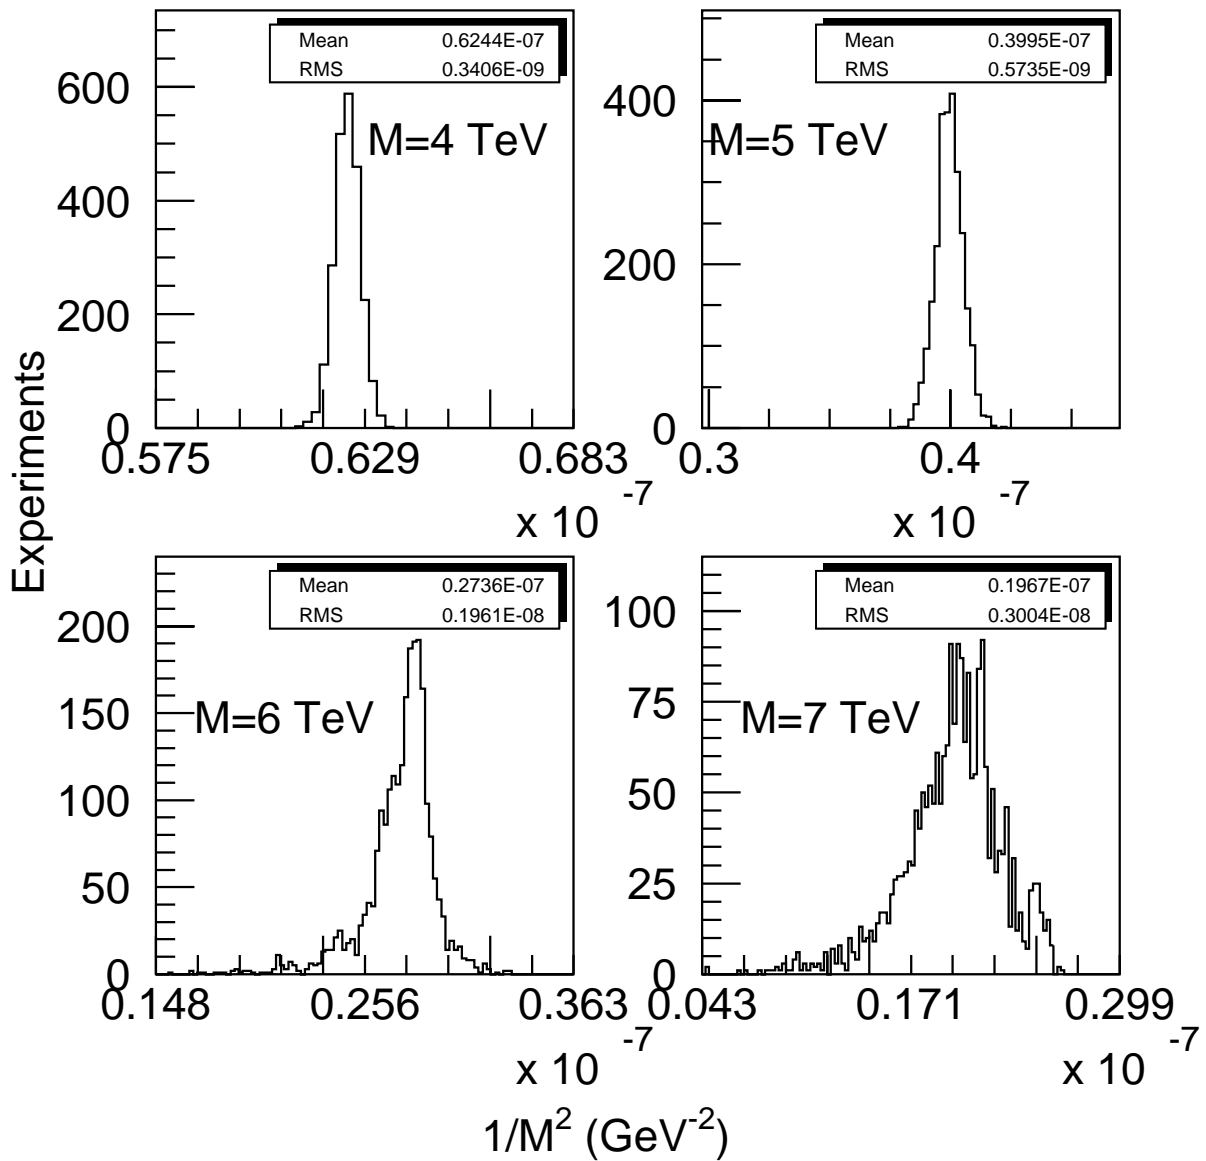 Experiments
Mean 0.6244E-07
RMS 0.3406E-09
M=4 TeV
600
400
200
0
0.575 0.629 0.683
x 10 -7
Mean 0.3995E-07
RMS 0.5735E-09
M=5 TeV
400
200
0
0.3 0.4
x 10 -7
Mean 0.2736E-07
RMS 0.1961E-08
M=6 TeV
200
150
100
50
0
0.148 0.256 0.363
x 10 -7
Mean 0.1967E-07
RMS 0.3004E-08
M=7 TeV
100
75
50
25
0
0.043 0.171 0.299
x 10 -7
1/M² (GeV⁻²)